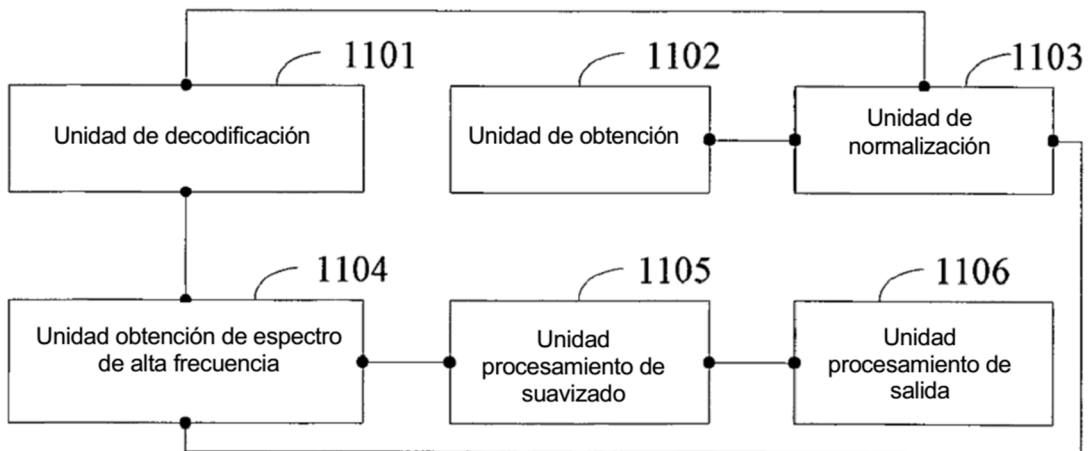 1101
1102
1103
Unidad de decodificación
Unidad de obtención
Unidad de
normalización
1104
1105
1106
Unidad obtención de espectro
de alta frecuencia
Unidad
procesamiento de
suavizado
Unidad
procesamiento de
salida